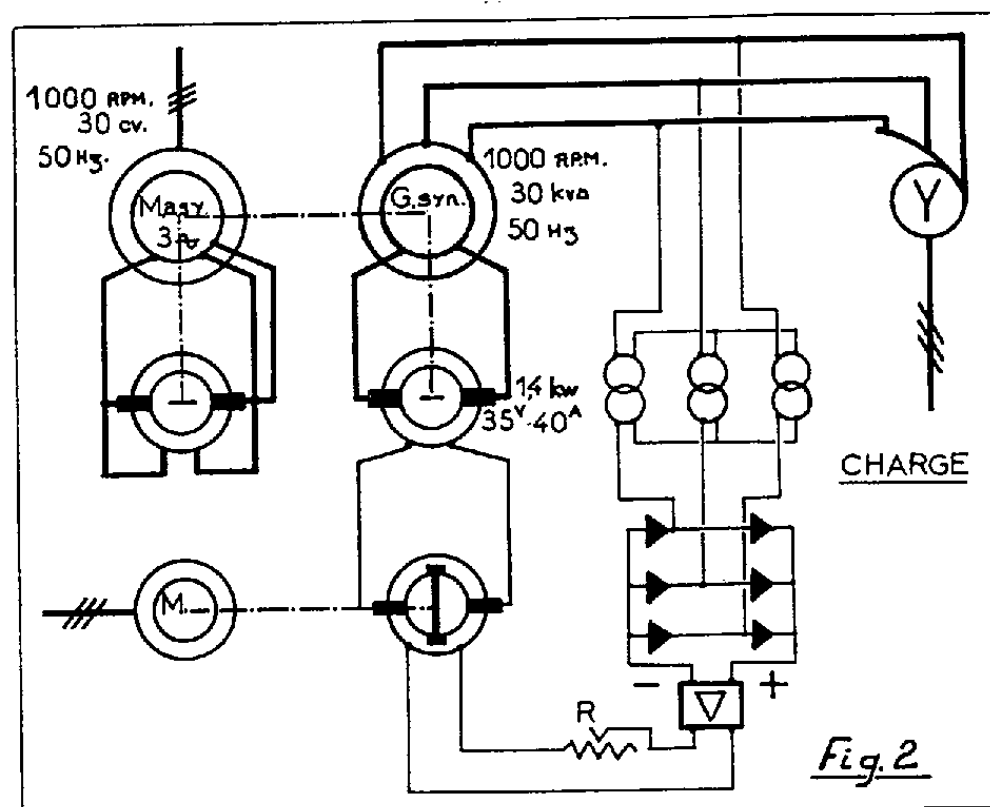 1000 RPM.
30 cv.
50 Hz.
M.asy.
3∿
G.syn.
1000 RPM.
30 kva
50 Hz
Y
1,4 kw
35V-40A
CHARGE
M.
- +
R
Fig. 2